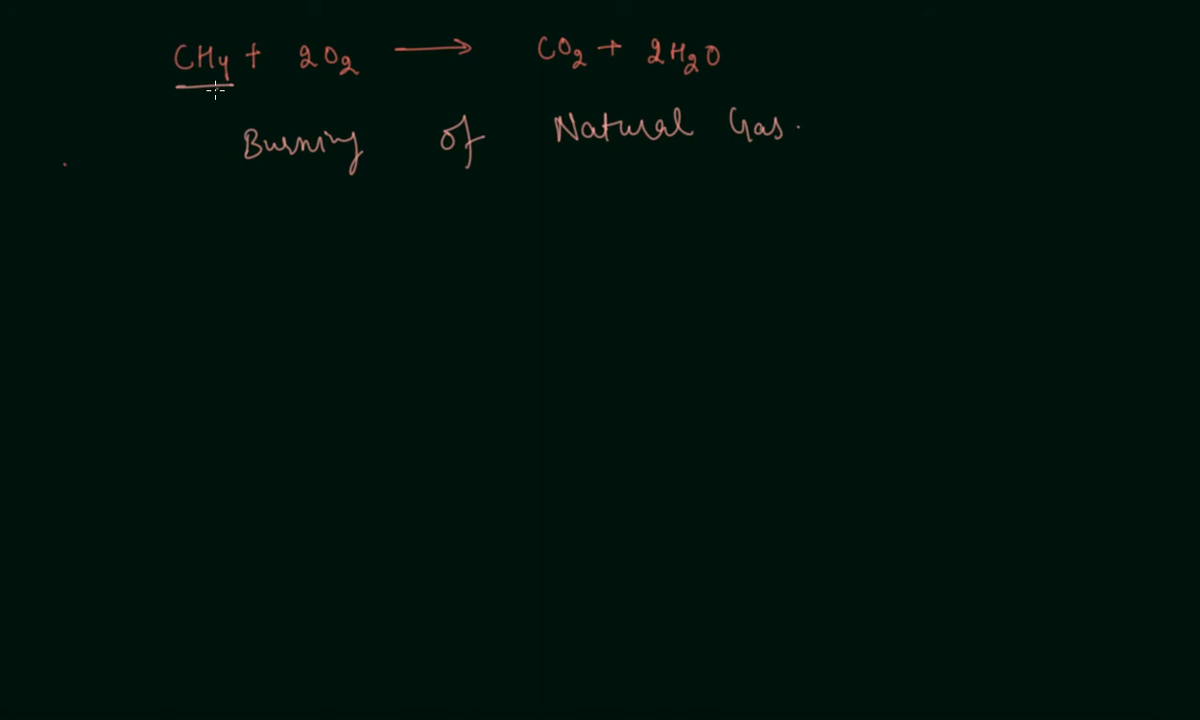 CH4 + 2O2 → CO2 + 2H2O
Burning of Natural Gas.